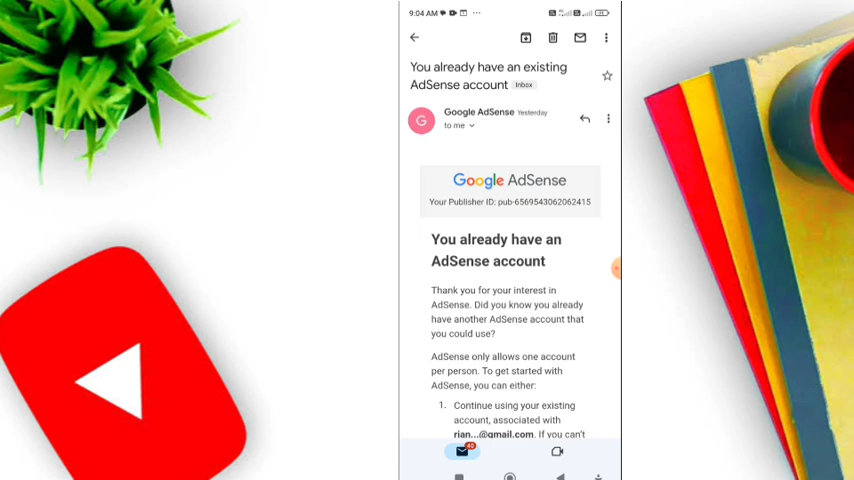 9:04 AM
You already have an existing
AdSense account Inbox
Google AdSense Yesterday
to me
G
Google AdSense
Your Publisher ID: pub-6569543062062415
You already have an
AdSense account
Thank you for your interest in
AdSense. Did you know you already
have another AdSense account that
you could use?
AdSense only allows one account
per person. To get started with
AdSense, you can either:
1. Continue using your existing
account, associated with
rian...@gmail.com. If you can't
40